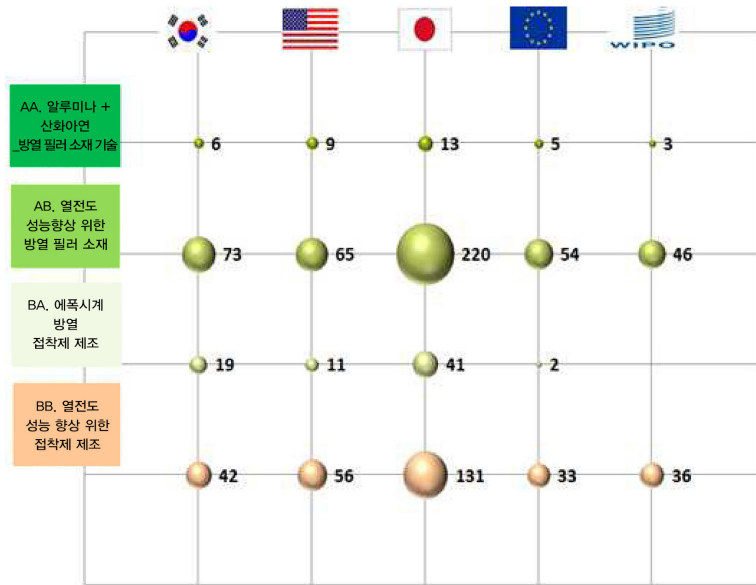 WIPO
AA. 알루미나 +
산화아연
_방열 필러 소재 기술
6 9 13 5 3
AB. 열전도
성능향상 위한
방열 필러 소재
73 65 220 54 46
BA. 에폭시계
방열
접착제 제조
19 11 41 2
BB. 열전도
성능 향상 위한
접착제 제조
42 56 131 33 36